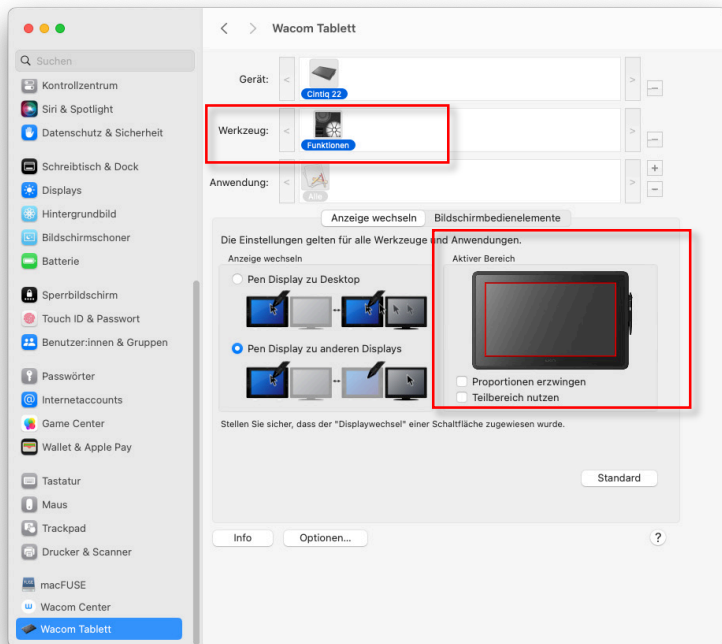 Wacom Tablett
Suchen
Kontrollzentrum
Siri & Spotlight
Datenschutz & Sicherheit
Schreibtisch & Dock
Displays
Hintergrundbild
Bildschirmschoner
Batterie
Sperrbildschirm
Touch ID & Passwort
Benutzer:innen & Gruppen
Passwörter
Internetaccounts
Game Center
Wallet & Apple Pay
Tastatur
Maus
Trackpad
Drucker & Scanner
macFUSE
Wacom Center
Wacom Tablett
Gerät:
Cintiq 22
Werkzeug:
Funktionen
Anwendung:
Alle
Anzeige wechseln Bildschirmbedienelemente
Die Einstellungen gelten für alle Werkzeuge und Anwendungen.
Anzeige wechseln
Pen Display zu Desktop
Pen Display zu anderen Displays
Aktiver Bereich
Proportionen erzwingen
Teilbereich nutzen
Stellen Sie sicher, dass der "Displaywechsel" einer Schaltfläche zugewiesen wurde.
Standard
Info Optionen... ?